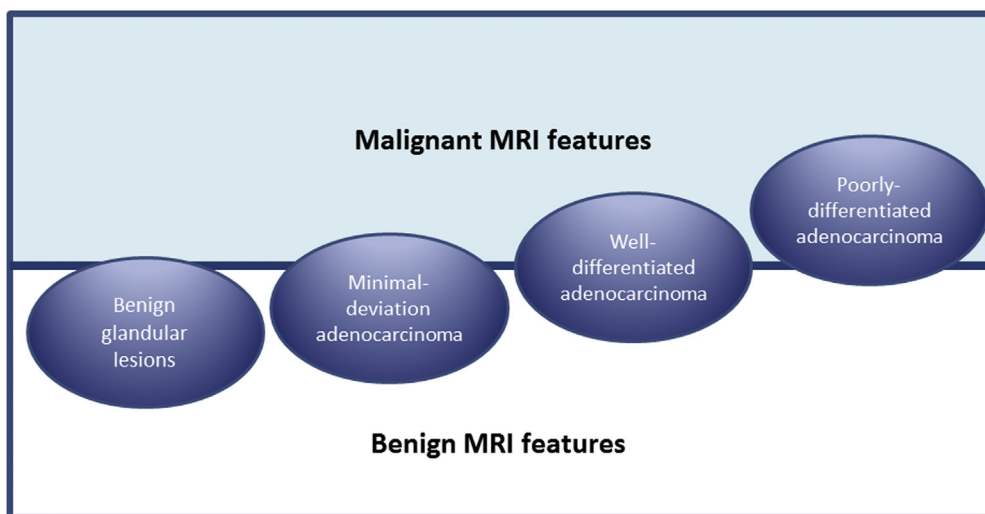 Malignant MRI features
Poorly-
differentiated
adenocarcinoma
Well-
differentiated
adenocarcinoma
Minimal-
deviation
adenocarcinoma
Benign
glandular
lesions
Benign MRI features